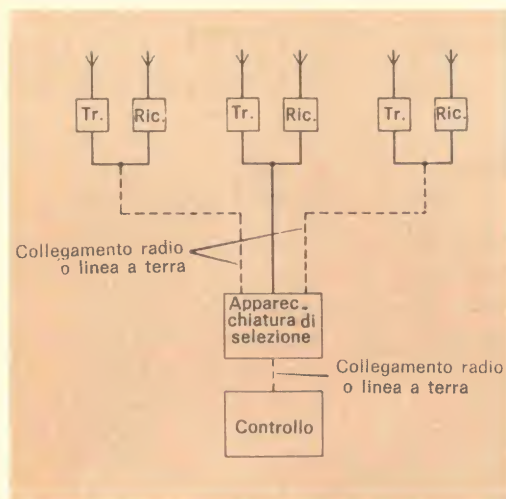 Tr.
Ric.
Tr.
Ric.
Tr.
Ric.
Collegamento radio
o linea a terra
Apparec-
chiatura di
selezione
Collegamento radio
o linea a terra
Controllo